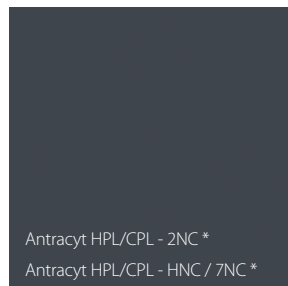 Antracyt HPL/CPL - 2NC *
Antracyt HPL/CPL - HNC / 7NC *